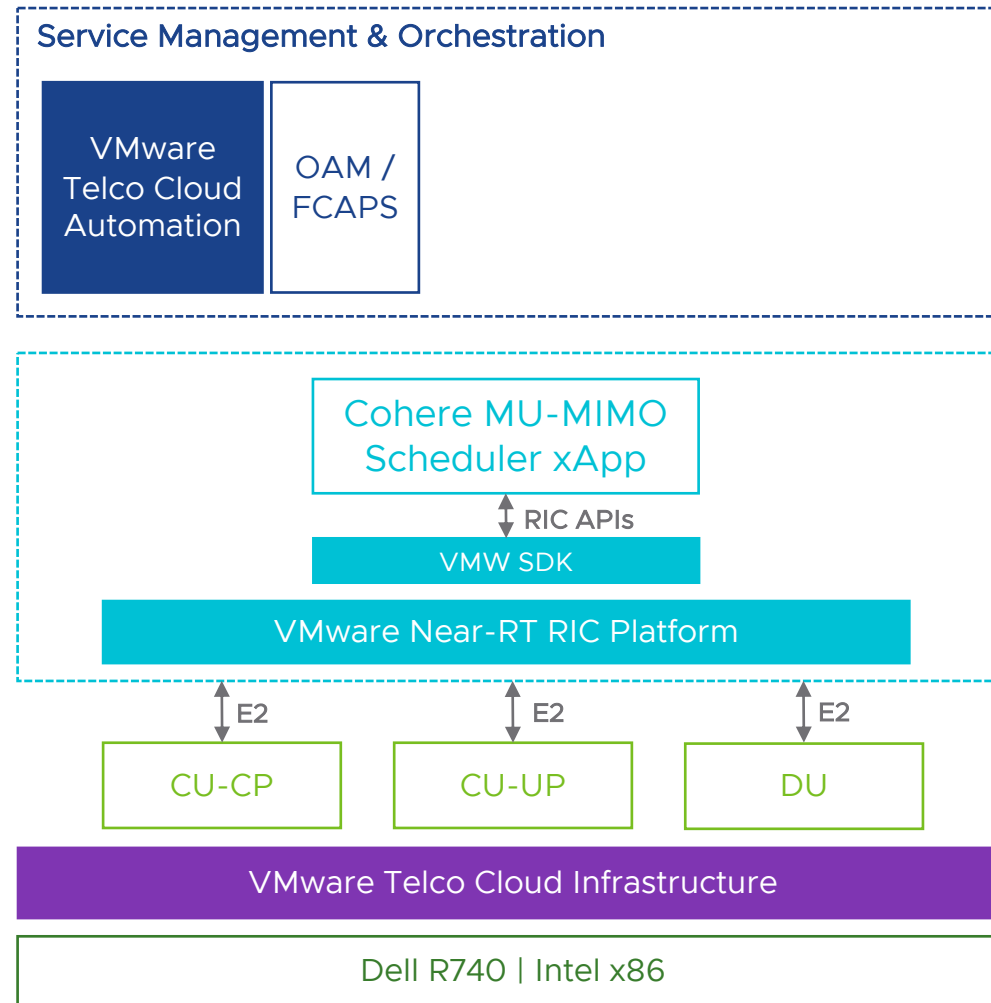 Service Management & Orchestration
VMware
Telco Cloud
Automation
OAM /
FCAPS
Cohere MU-MIMO
Scheduler xApp
RIC APIs
VMW SDK
VMware Near-RT RIC Platform
E2
E2
E2
CU-CP
CU-UP
DU
VMware Telco Cloud Infrastructure
Dell R740 | Intel x86